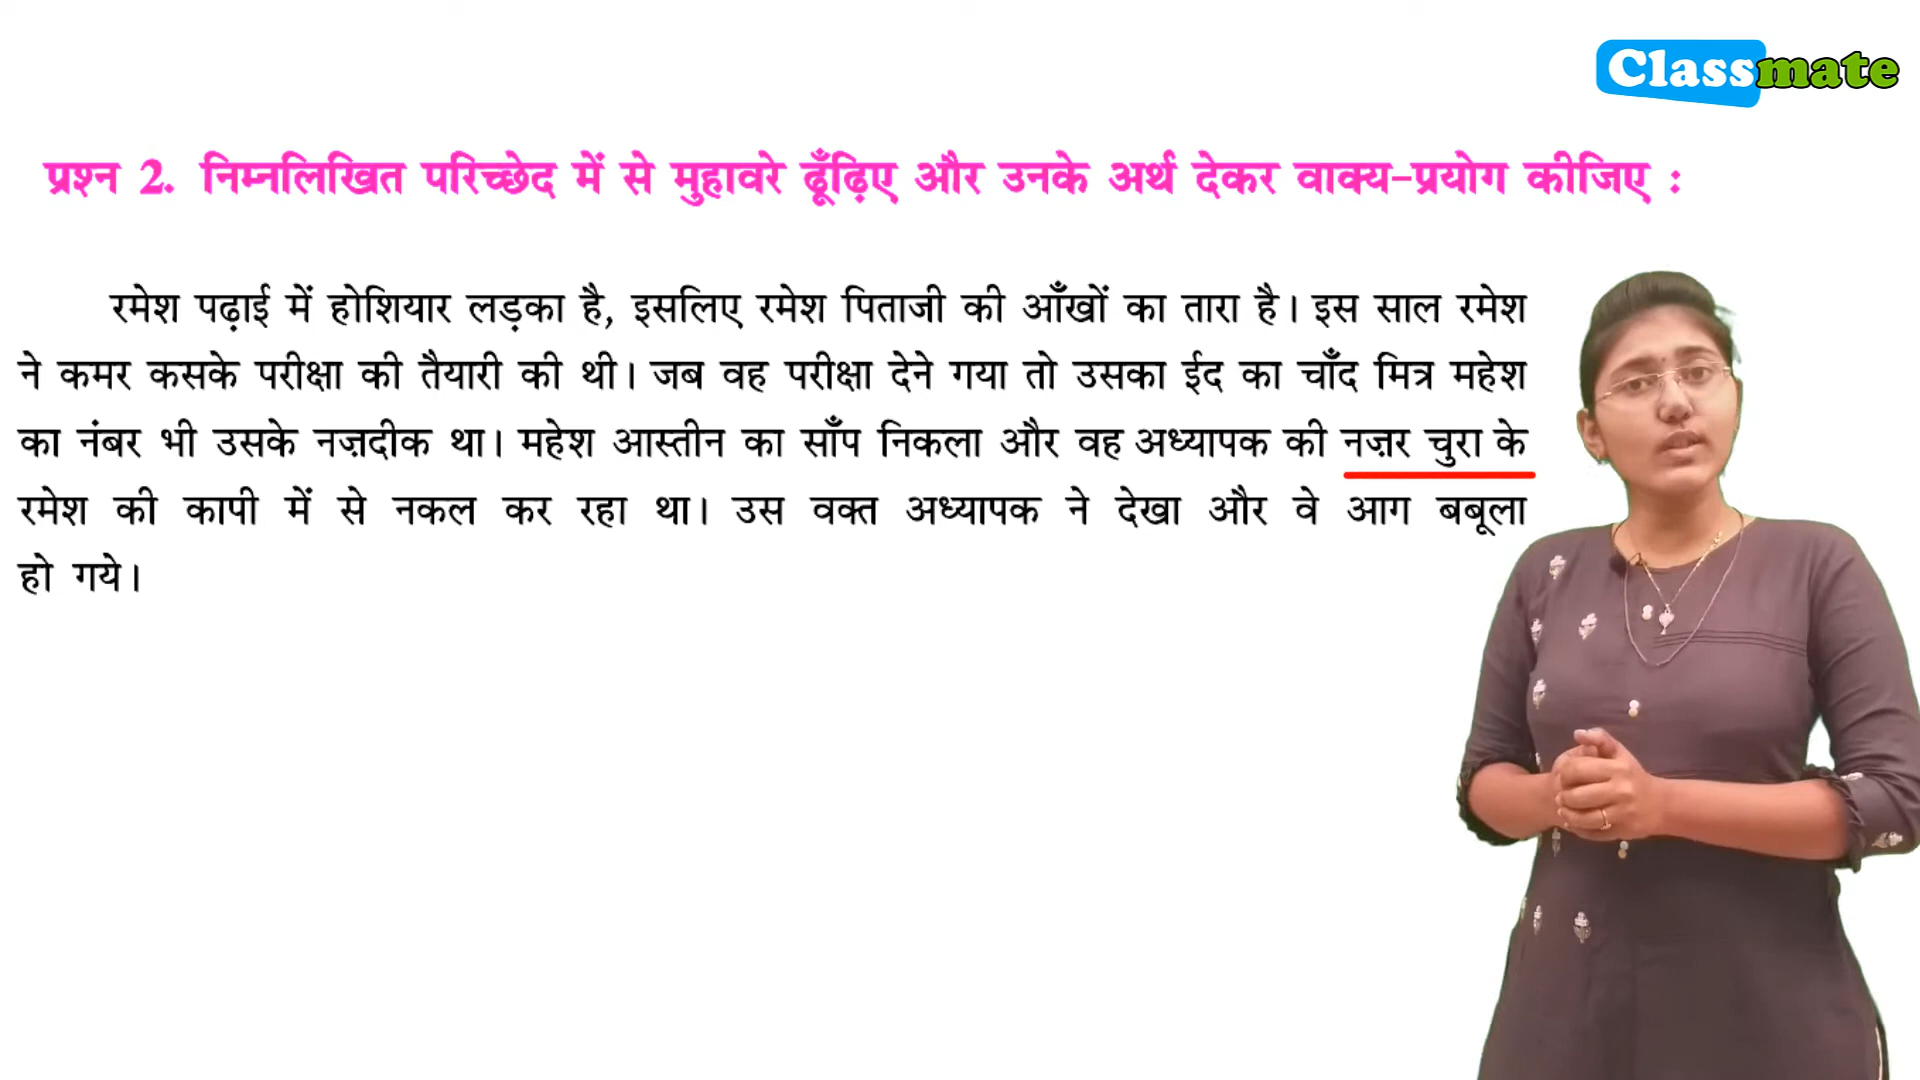 Classmate
प्रश्न 2. निम्नलिखित परिच्छेद में से मुहावरे ढूँढ़िए और उनके अर्थ देकर वाक्य-प्रयोग कीजिए :
रमेश पढ़ाई में होशियार लड़का है, इसलिए रमेश पिताजी की आँखों का तारा है। इस साल रमेश
ने कमर कसके परीक्षा की तैयारी की थी। जब वह परीक्षा देने गया तो उसका ईद का चाँद मित्र महेश
का नंबर भी उसके नज़दीक था। महेश आस्तीन का साँप निकला और वह अध्यापक की नज़र चुरा के
रमेश की कापी में से नकल कर रहा था। उस वक्त अध्यापक ने देखा और वे आग बबूला
हो गये।